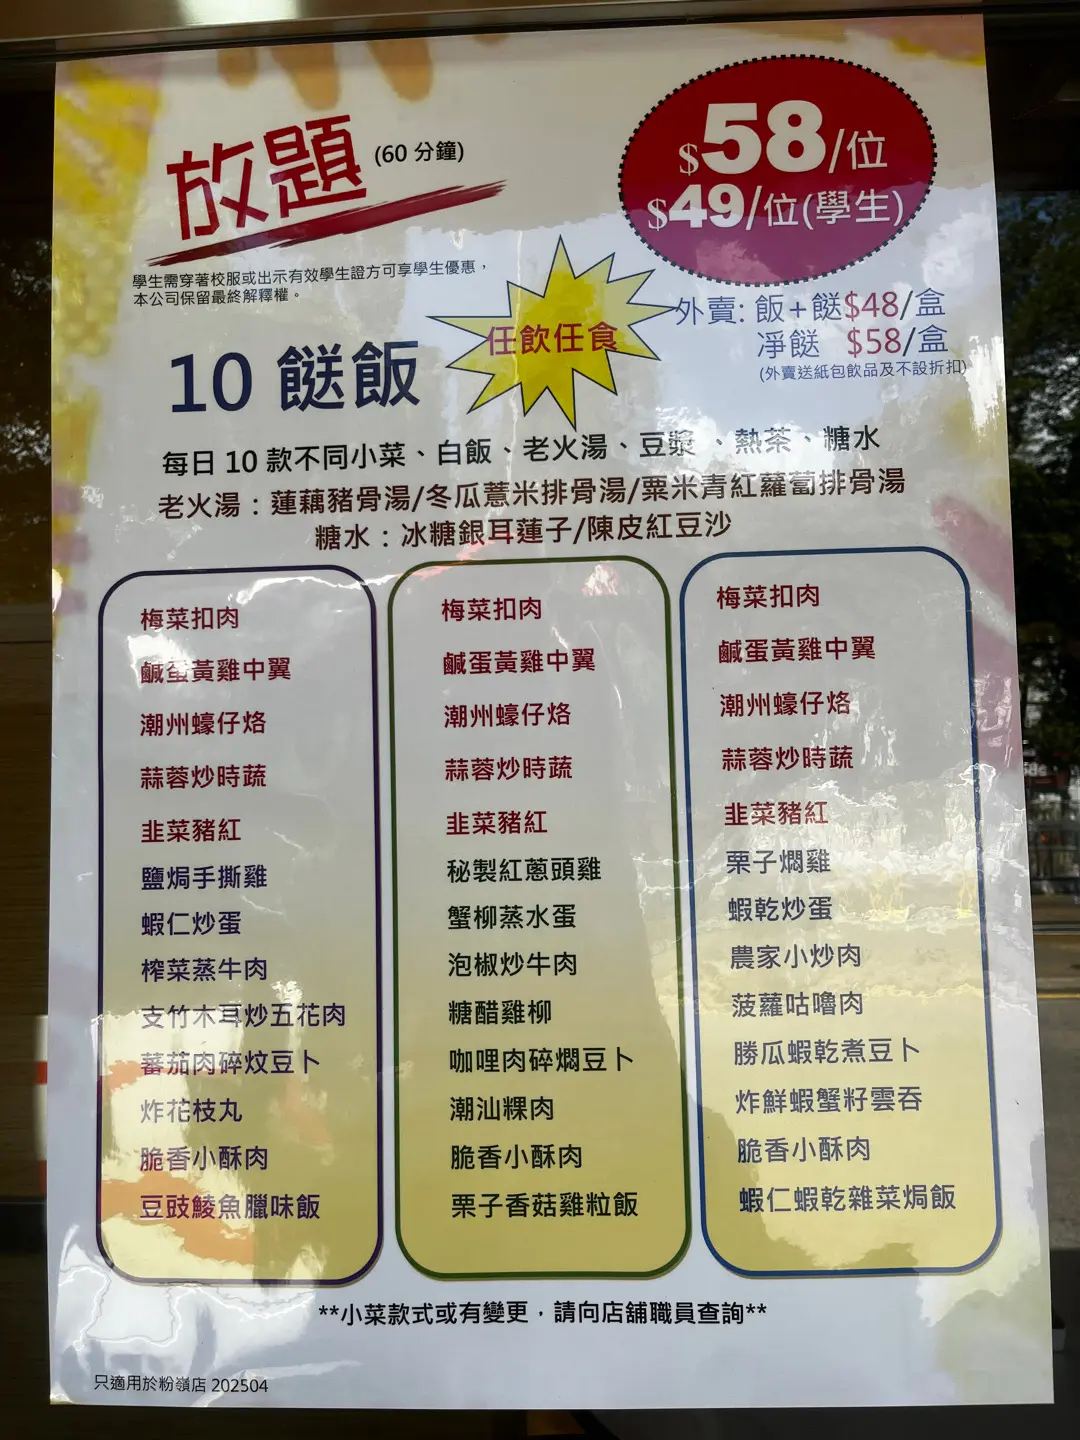 放題 (60 分鐘)
$58/位
$49/位(學生)
學生需穿著校服或出示有效學生證方可享學生優惠，
本公司保留最終解釋權。
任飲任食
外賣: 飯+餸$48/盒
凈餸 $58/盒
(外賣送紙包飲品及不設折扣)
10 餸飯
每日 10 款不同小菜、白飯、老火湯、豆漿、熱茶、糖水
老火湯：蓮藕豬骨湯/冬瓜薏米排骨湯/粟米青紅蘿蔔排骨湯
糖水：冰糖銀耳蓮子/陳皮紅豆沙
梅菜扣肉
鹹蛋黃雞中翼
潮州蠔仔烙
蒜蓉炒時蔬
韭菜豬紅
鹽焗手撕雞
蝦仁炒蛋
榨菜蒸牛肉
支竹木耳炒五花肉
蕃茄肉碎炆豆卜
炸花枝丸
脆香小酥肉
豆豉鯪魚臘味飯
梅菜扣肉
鹹蛋黃雞中翼
潮州蠔仔烙
蒜蓉炒時蔬
韭菜豬紅
秘製紅蔥頭雞
蟹柳蒸水蛋
泡椒炒牛肉
糖醋雞柳
咖哩肉碎燜豆卜
潮汕粿肉
脆香小酥肉
栗子香菇雞粒飯
梅菜扣肉
鹹蛋黃雞中翼
潮州蠔仔烙
蒜蓉炒時蔬
韭菜豬紅
栗子燜雞
蝦乾炒蛋
農家小炒肉
菠蘿咕嚕肉
勝瓜蝦乾煮豆卜
炸鮮蝦蟹籽雲吞
脆香小酥肉
蝦仁蝦乾雜菜焗飯
**小菜款式或有變更，請向店舖職員查詢**
只適用於粉嶺店 202504